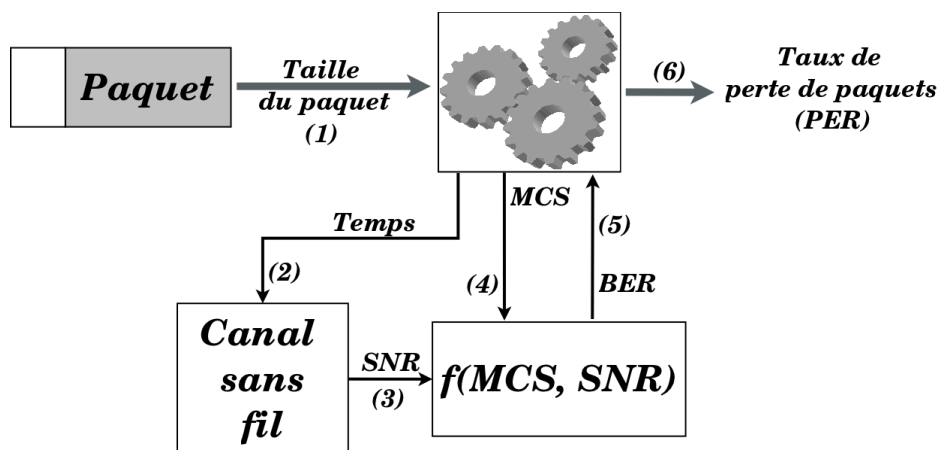 Paquet
Taille
du paquet
(1)
(6)
Taux de
perte de paquets
(PER)
MCS
Temps
(2)
(4)
(5)
BER
Canal
sans
fil
SNR
(3)
f(MCS, SNR)